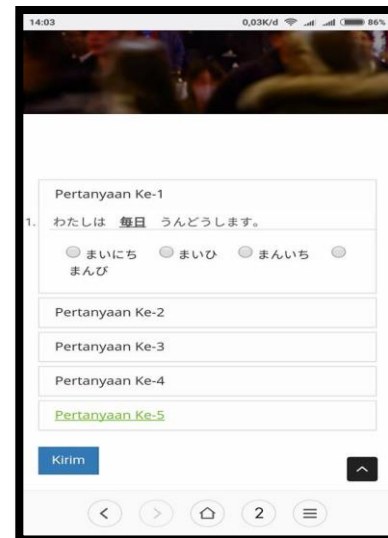 14:03 0,03K/d 86%
Pertanyaan Ke-1
1. わたしは 毎日 うんどうします。
まいにち まいひ まんいち
まんび
Pertanyaan Ke-2
Pertanyaan Ke-3
Pertanyaan Ke-4
Pertanyaan Ke-5
Kirim
2